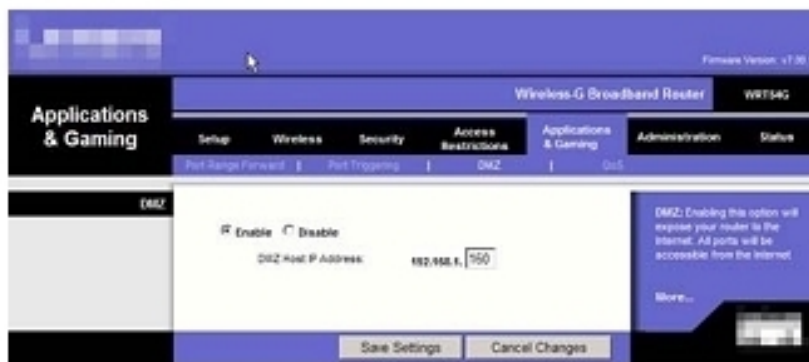 Firmware Version: v7.00
Wireless-G Broadband Router WRT54G
Applications
& Gaming
Setup Wireless Security Access
Restrictions Applications
& Gaming Administration Status
Port Range Forward | Port Triggering | DMZ | QoS
DMZ
Enable Disable
DMZ Host IP Address: 192.168.1. 160
DMZ: Enabling this option will
expose your router to the
Internet. All ports will be
accessible from the Internet
More...
Save Settings Cancel Changes